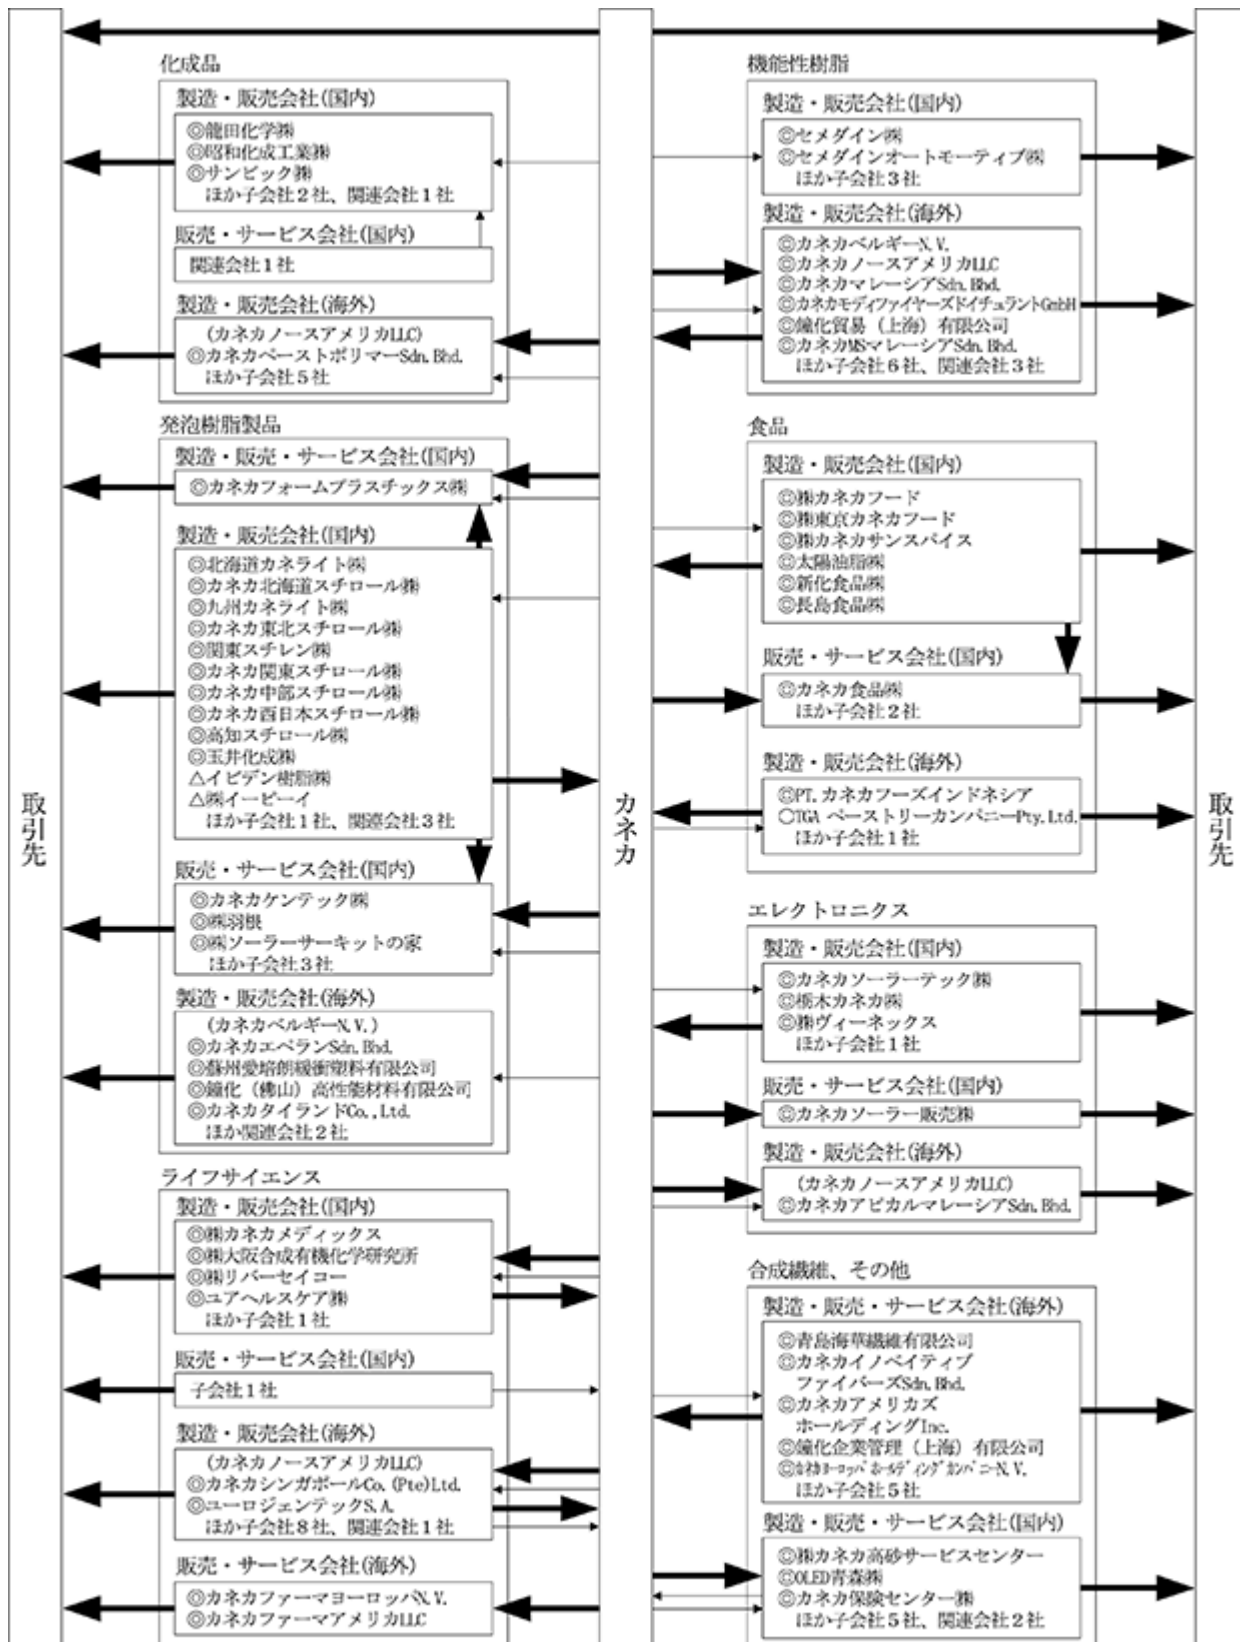 取引先
化成品
製造・販売会社(国内)
◎龍田化学㈱
◎昭和化成工業㈱
◎サンビック㈱
ほか子会社２社、関連会社１社
販売・サービス会社(国内)
関連会社１社
製造・販売会社(海外)
(カネカノースアメリカLLC)
◎カネカペーストポリマーSdn. Bhd.
ほか子会社５社
発泡樹脂製品
製造・販売・サービス会社(国内)
◎カネカフォームプラスチックス㈱
製造・販売会社(国内)
◎北海道カネライト㈱
◎カネカ北海道スチロール㈱
◎九州カネライト㈱
◎カネカ東北スチロール㈱
◎関東スチレン㈱
◎カネカ関東スチロール㈱
◎カネカ中部スチロール㈱
◎カネカ西日本スチロール㈱
◎高知スチロール㈱
◎玉井化成㈱
△イビデン樹脂㈱
△㈱イーピーイ
ほか子会社１社、関連会社３社
販売・サービス会社(国内)
◎カネカケンテック㈱
◎㈱羽根
◎㈱ソーラーサーキットの家
ほか子会社３社
製造・販売会社(海外)
(カネカベルギーN. V. )
◎カネカエペランSdn. Bhd.
◎蘇州愛培朗緩衝塑料有限公司
◎鐘化（佛山）高性能材料有限公司
◎カネカタイランドCo. , Ltd.
ほか関連会社２社
ライフサイエンス
製造・販売会社(国内)
◎㈱カネカメディックス
◎㈱大阪合成有機化学研究所
◎㈱リバーセイコー
◎ユアヘルスケア㈱
ほか子会社１社
販売・サービス会社(国内)
子会社１社
製造・販売会社(海外)
(カネカノースアメリカLLC)
◎カネカシンガポールCo. (Pte)Ltd.
◎ユーロジェンテックS. A.
ほか子会社８社、関連会社１社
販売・サービス会社(海外)
◎カネカファーマヨーロッパN. V.
◎カネカファーマアメリカLLC
カネカ
機能性樹脂
製造・販売会社(国内)
◎セメダイン㈱
◎セメダインオートモーティブ㈱
ほか子会社３社
製造・販売会社(海外)
◎カネカベルギーN. V.
◎カネカノースアメリカLLC
◎カネカマレーシアSdn. Bhd.
◎カネカモディファイヤーズドイチュラントGmbH
◎鐘化貿易（上海）有限公司
◎カネカMSマレーシアSdn. Bhd.
ほか子会社６社、関連会社３社
食品
製造・販売会社(国内)
◎㈱カネカフード
◎㈱東京カネカフード
◎㈱カネカサンスパイス
◎太陽油脂㈱
◎新化食品㈱
◎長島食品㈱
販売・サービス会社(国内)
◎カネカ食品㈱
ほか子会社２社
製造・販売会社(海外)
◎PT. カネカフーズインドネシア
○TGA ペーストリーカンパニーPty. Ltd.
ほか子会社１社
エレクトロニクス
製造・販売会社(国内)
◎カネカソーラーテック㈱
◎栃木カネカ㈱
◎㈱ヴィーネックス
ほか子会社１社
販売・サービス会社(国内)
◎カネカソーラー販売㈱
製造・販売会社(海外)
(カネカノースアメリカLLC)
◎カネカアピカルマレーシアSdn. Bhd.
合成繊維、その他
製造・販売・サービス会社(海外)
◎青島海華繊維有限公司
◎カネカイノベイティブ
ファイバーズSdn. Bhd.
◎カネカアメリカズ
ホールディングInc.
◎鐘化企業管理（上海）有限公司
◎ｶﾈｶﾖｰﾛｯﾊﾟﾎｰﾙﾃﾞｨﾝｸﾞｶﾝﾊﾟﾆｰN. V.
ほか子会社５社
製造・販売・サービス会社(国内)
◎㈱カネカ高砂サービスセンター
◎OLED青森㈱
◎カネカ保険センター㈱
ほか子会社５社、関連会社２社
取引先